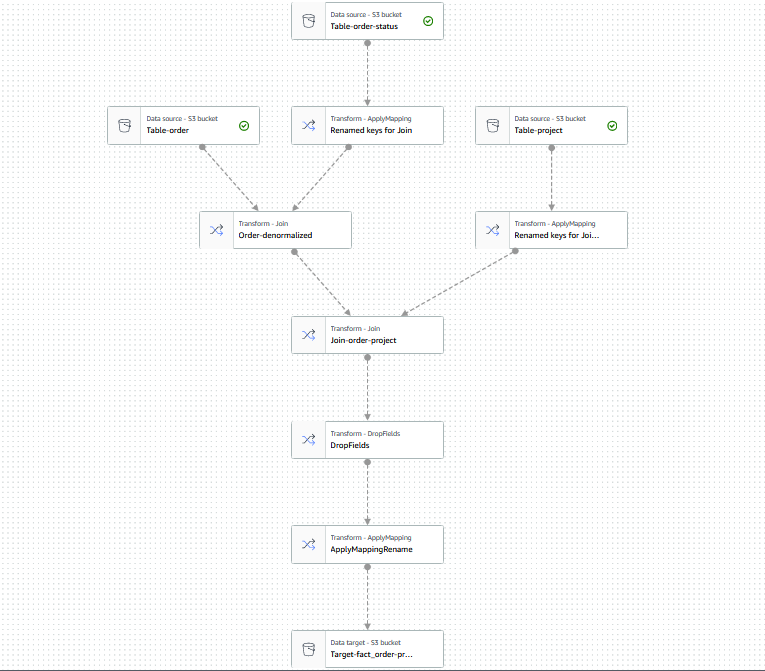 Data source - S3 bucket
Table-order-status
Data source - S3 bucket
Table-order
Transform - ApplyMapping
Renamed keys for Join
Data source - S3 bucket
Table-project
Transform - Join
Order-denormalized
Transform - ApplyMapping
Renamed keys for Joi...
Transform - Join
Join-order-project
Transform - DropFields
DropFields
Transform - ApplyMapping
ApplyMappingRename
Data target - S3 bucket
Target-fact_order-pr...